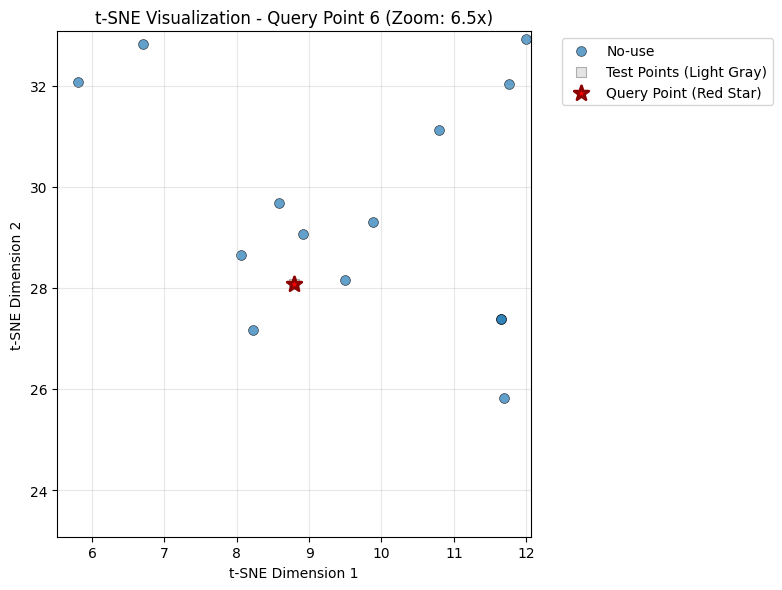 t-SNE Visualization - Query Point 6 (Zoom: 6.5x)
No-use
Test Points (Light Gray)
Query Point (Red Star)
t-SNE Dimension 2
32
30
28
26
24
6 7 8 9 10 11 12
t-SNE Dimension 1